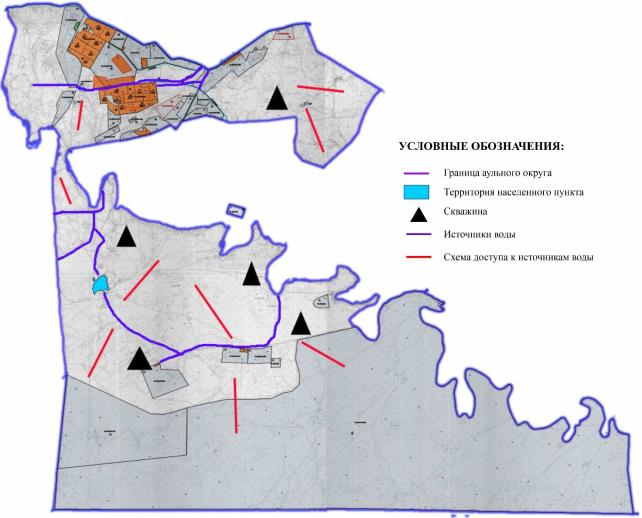 УСЛОВНЫЕ ОБОЗНАЧЕНИЯ:
Граница аульного округа
Территория населенного пункта
Скважина
Источники воды
Схема доступа к источникам воды